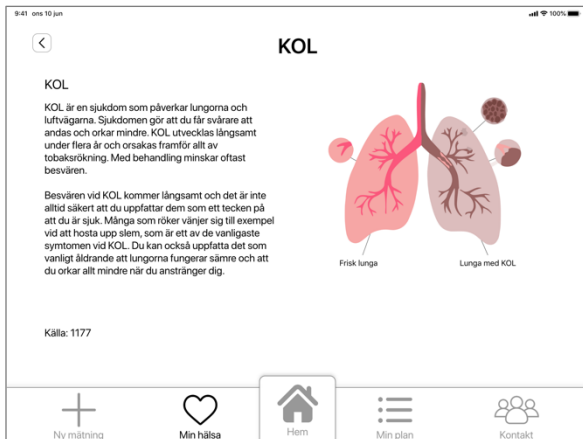 9:41 ons 10 jun
100%
KOL
KOL
KOL är en sjukdom som påverkar lungorna och
luftvägarna. Sjukdomen gör att du får svårare att
andas och orkar mindre. KOL utvecklas långsamt
under flera år och orsakas framför allt av
tobaksrökning. Med behandling minskar oftast
besvären.
Besvären vid KOL kommer långsamt och det är inte
alltid säkert att du uppfattar dem som ett tecken på
att du är sjuk. Många som röker vänjer sig till exempel
vid att hosta upp slem, som är ett av de vanligaste
symtomen vid KOL. Du kan också uppfatta det som
vanligt åldrande att lungorna fungerar sämre och att
du orkar allt mindre när du anstränger dig.
Frisk lunga
Lunga med KOL
Källa: 1177
Ny mätning
Min hälsa
Hem
Min plan
Kontakt